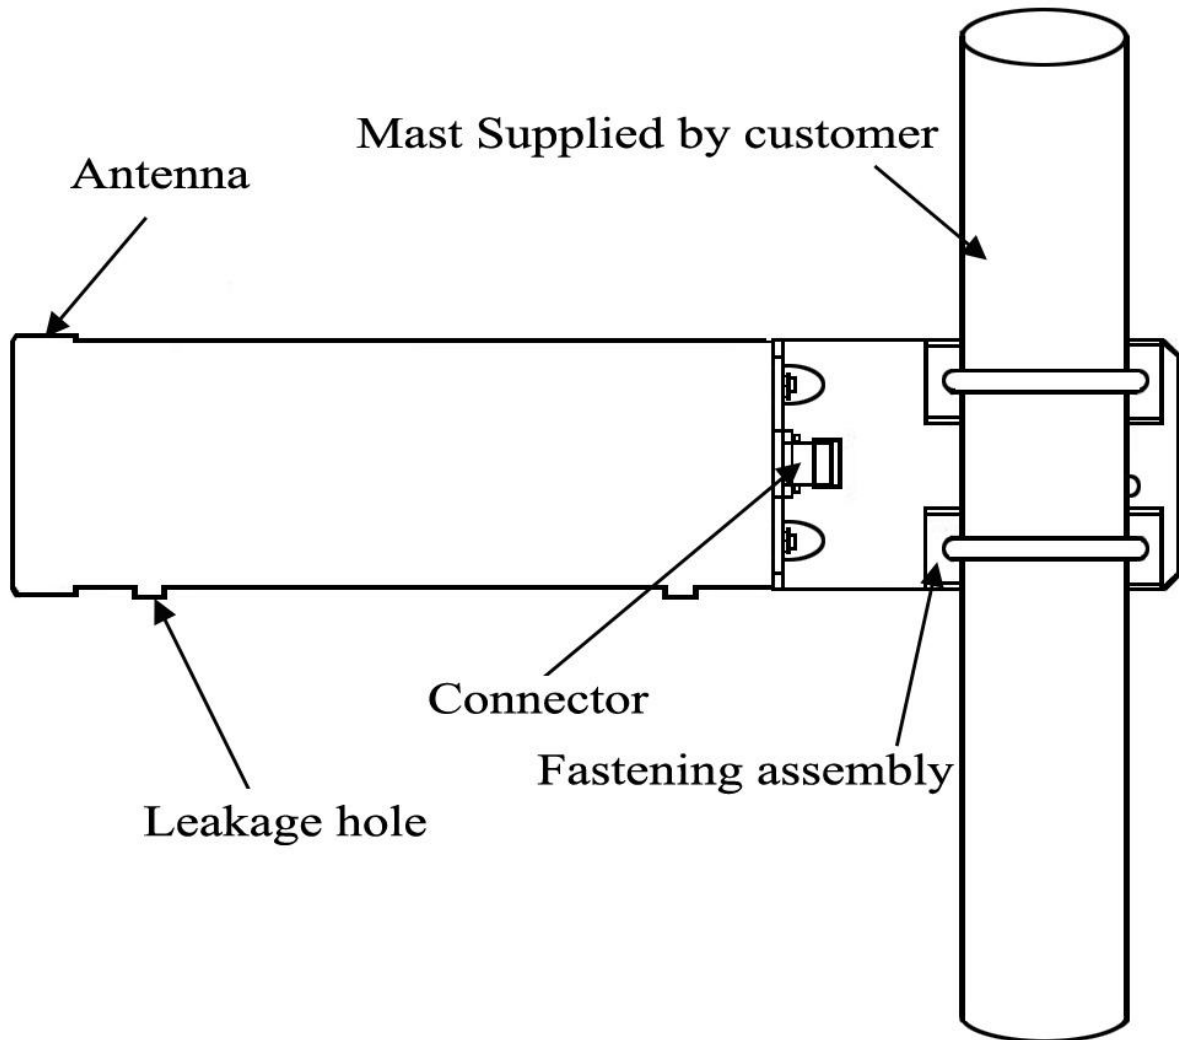 Mast Supplied by customer
Antenna
Connector
Fastening assembly
Leakage hole